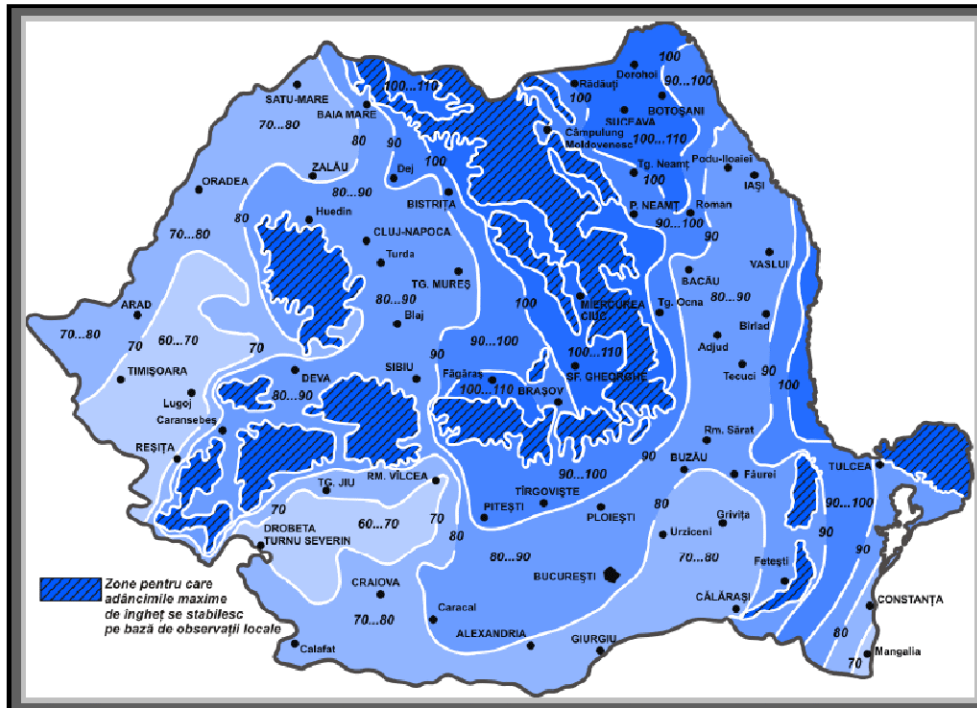 100
Dorohoi
100...110
Rădăuți
90...100
SATU-MARE
100
BOTOȘANI
BAIA MARE
SUCEAVA
70...80
Câmpulung
Moldovenesc
100...110
80
90
Podu-Iloaiei
100
Tg. Neamț
ZALĂU
Dej
100
IAȘI
ORADEA
80...90
BISTRIȚA
P. NEAMȚ
Roman
80
Huedin
90...100
70...80
CLUJ-NAPOCA
90
Turda
VASLUI
TG. MUREȘ
BACĂU
80...90
100
MIERCUREA
CIUC
Tg. Ocna
80...90
ARAD
Blaj
Bîrlad
70...80
60...70
Adjud
70
70
90...100
90
100...110
TIMIȘOARA
DEVA
SIBIU
Făgăraș
SF. GHEORGHE
Tecuci
90
100
Lugoj
80...90
100...110
BRAȘOV
Caransebeș
Rm. Sărat
REȘIȚA
BUZĂU
90
TULCEA
RM. VÎLCEA
90...100
Făurei
TG. JIU
70
TÎRGOVIȘTE
80
90...100
70
60...70
PITEȘTI
PLOIEȘTI
Grivița
DROBETA
TURNU SEVERIN
80
Urziceni
90
90
80...90
70...80
BUCUREȘTI
Fetești
Zone pentru care
adâncimile maxime
de îngheț se stabilesc
pe bază de observații locale
CRAIOVA
CĂLĂRAȘI
CONSTANȚA
70...80
Caracal
ALEXANDRIA
GIURGIU
80
Calafat
70
Mangalia